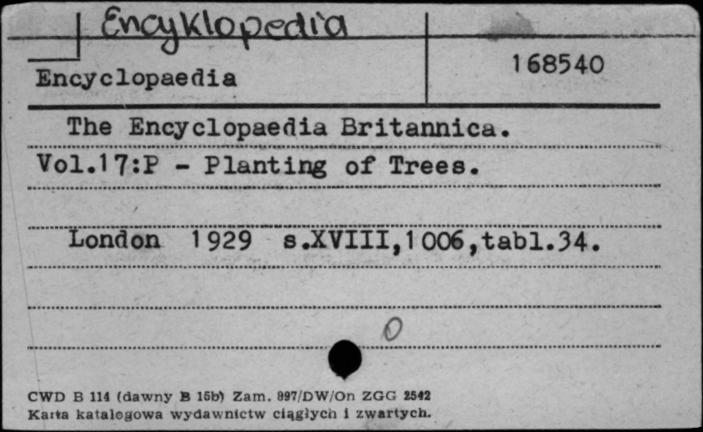 Encyklopedia
Encyclopaedia
168540
The Encyclopaedia Britannica.
Vol.17:P - Planting of Trees.
London 1929 s.XVIII,1006,tabl.34.
0
CWD B 114 (dawny B 15b) Zam. 897/DW/On ZGG 2542
Karta katalogowa wydawnictw ciągłych i zwartych.